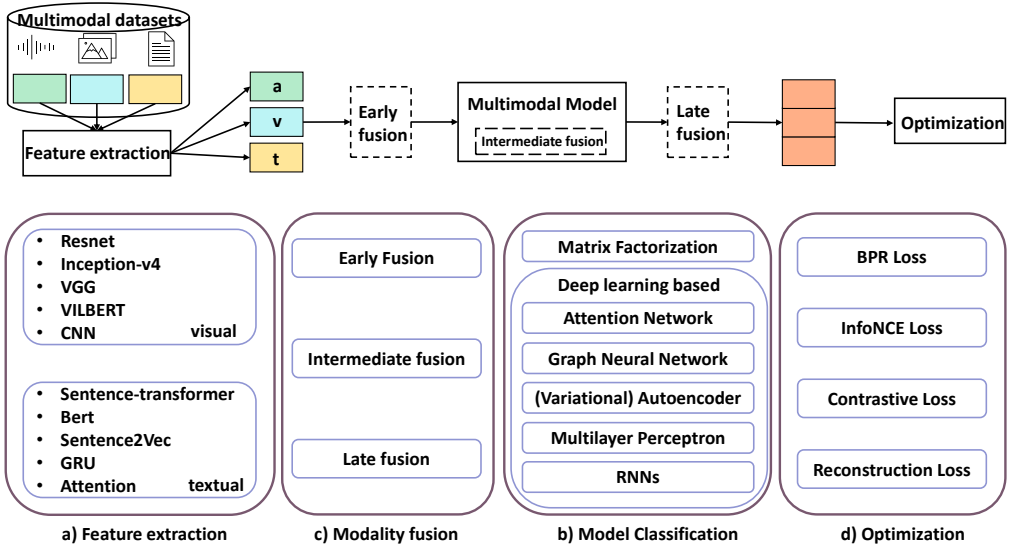 Multimodal datasets
Feature extraction
a
v
t
Early
fusion
Multimodal Model
Intermediate fusion
Late
fusion
Optimization
• Resnet
• Inception-v4
• VGG
• VILBERT
• CNN
visual
• Sentence-transformer
• Bert
• Sentence2Vec
• GRU
• Attention
textual
a) Feature extraction
Early Fusion
Intermediate fusion
Late fusion
c) Modality fusion
Matrix Factorization
Deep learning based
Attention Network
Graph Neural Network
(Variational) Autoencoder
Multilayer Perceptron
RNNs
b) Model Classification
BPR Loss
InfoNCE Loss
Contrastive Loss
Reconstruction Loss
d) Optimization